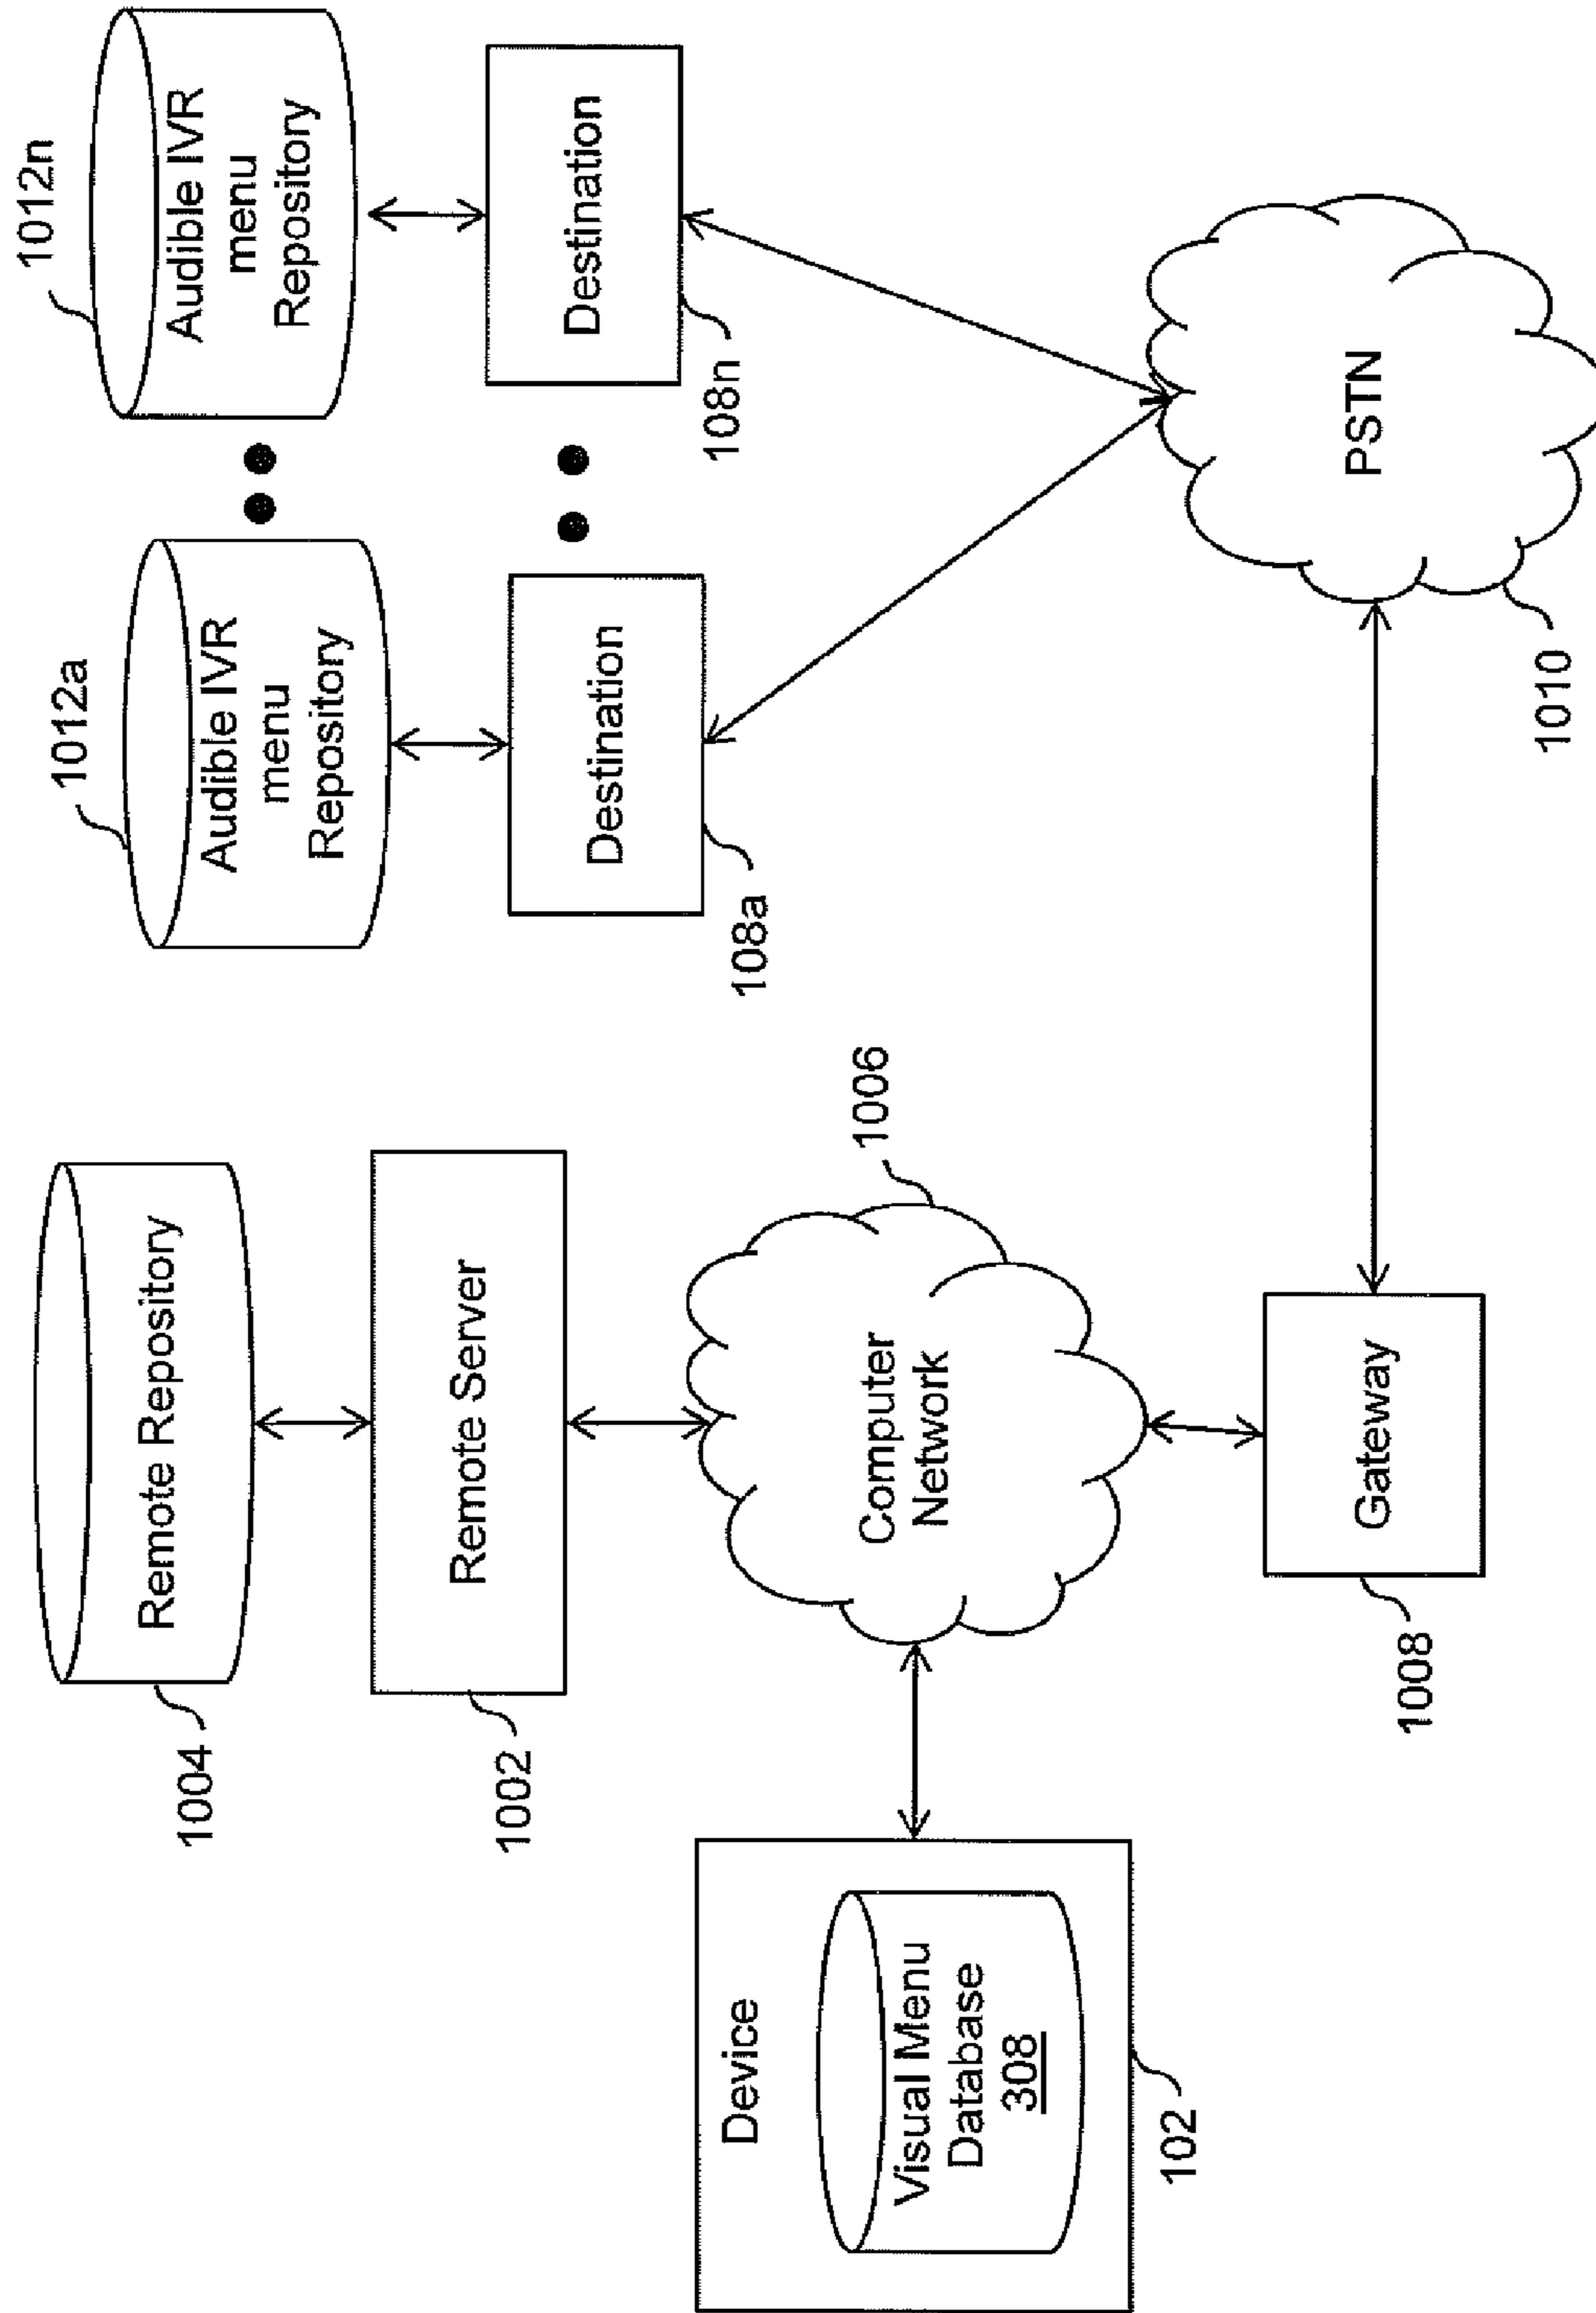 1004
Remote Repository
1002
Remote Server
1006
Computer
Network
Device
Visual Menu
Database
308
102
1008
Gateway
1012a
Audible IVR
menu
Repository
1012n
Audible IVR
menu
Repository
Destination
108a
Destination
108n
PSTN
1010